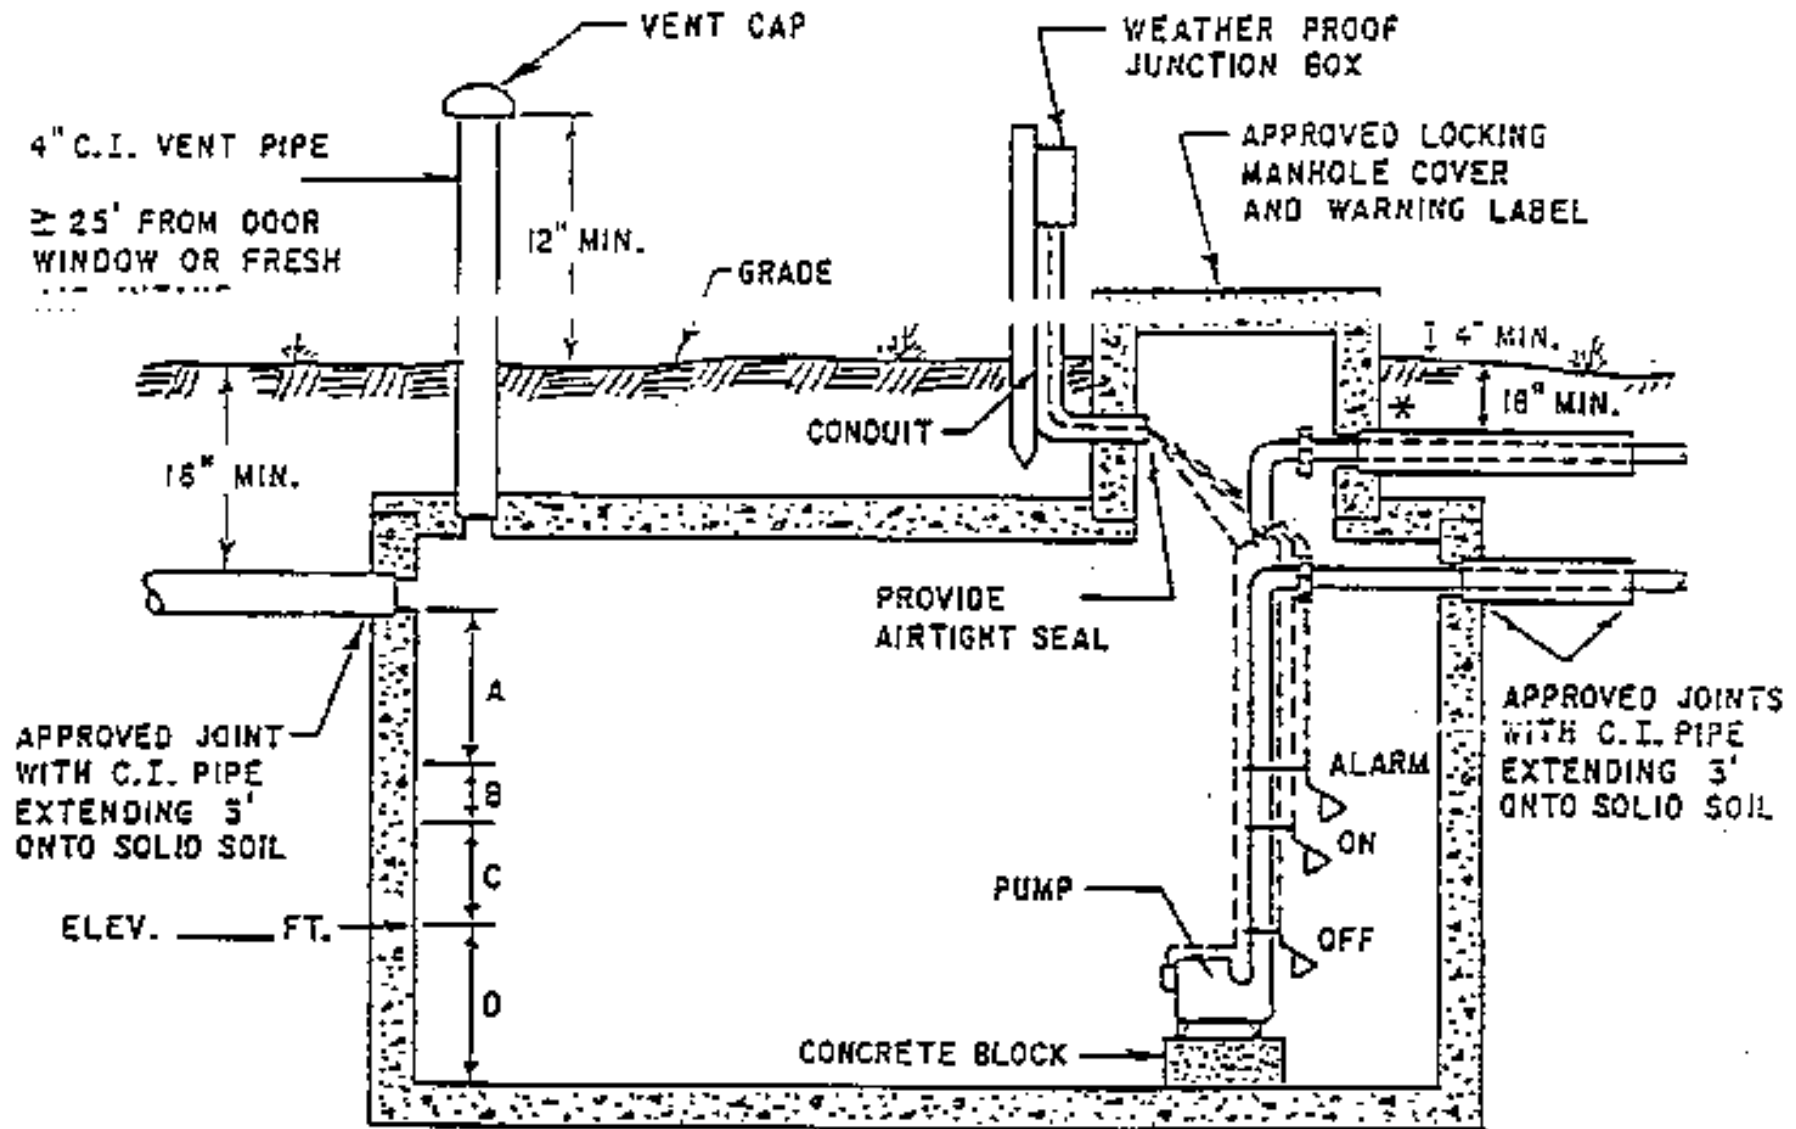 VENT CAP
WEATHER PROOF
JUNCTION BOX
4" C.I. VENT PIPE
≥ 25' FROM DOOR
WINDOW OR FRESH
12" MIN.
GRADE
APPROVED LOCKING
MANHOLE COVER
AND WARNING LABEL
4" MIN.
18" MIN.
*
CONDUIT
18" MIN.
PROVIDE
AIRTIGHT SEAL
A
B
C
D
APPROVED JOINT
WITH C.I. PIPE
EXTENDING 3'
ONTO SOLID SOIL
ELEV. ______ FT.
ALARM
ON
OFF
PUMP
CONCRETE BLOCK
APPROVED JOINTS
WITH C.I. PIPE
EXTENDING 3'
ONTO SOLID SOIL